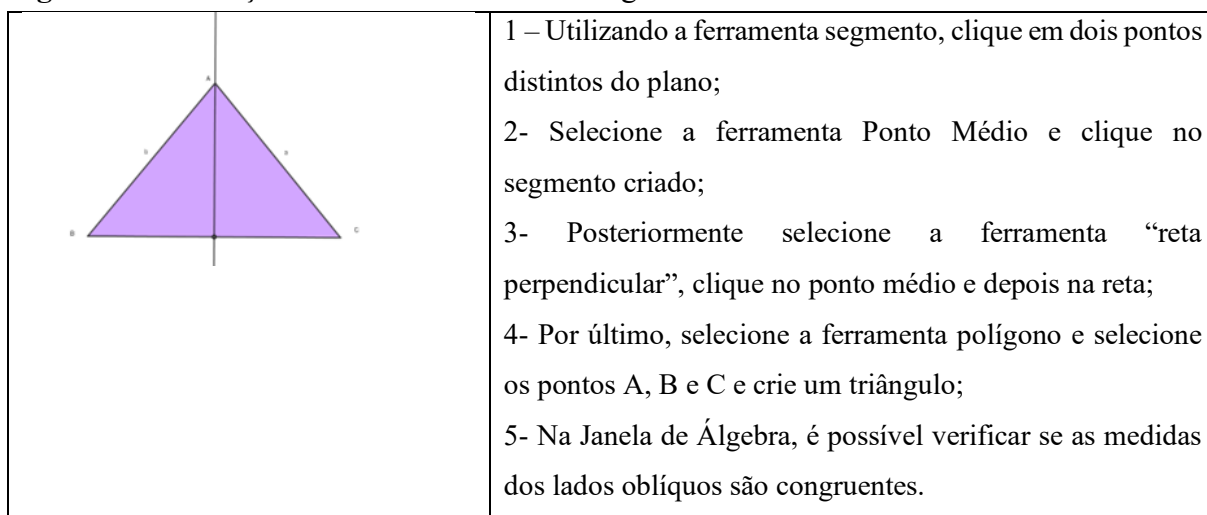 A
B
C
1 – Utilizando a ferramenta segmento, clique em dois pontos
distintos do plano;
2- Selecione a ferramenta Ponto Médio e clique no
segmento criado;
3- Posteriormente selecione a ferramenta “reta
perpendicular”, clique no ponto médio e depois na reta;
4- Por último, selecione a ferramenta polígono e selecione
os pontos A, B e C e crie um triângulo;
5- Na Janela de Álgebra, é possível verificar se as medidas
dos lados oblíquos são congruentes.